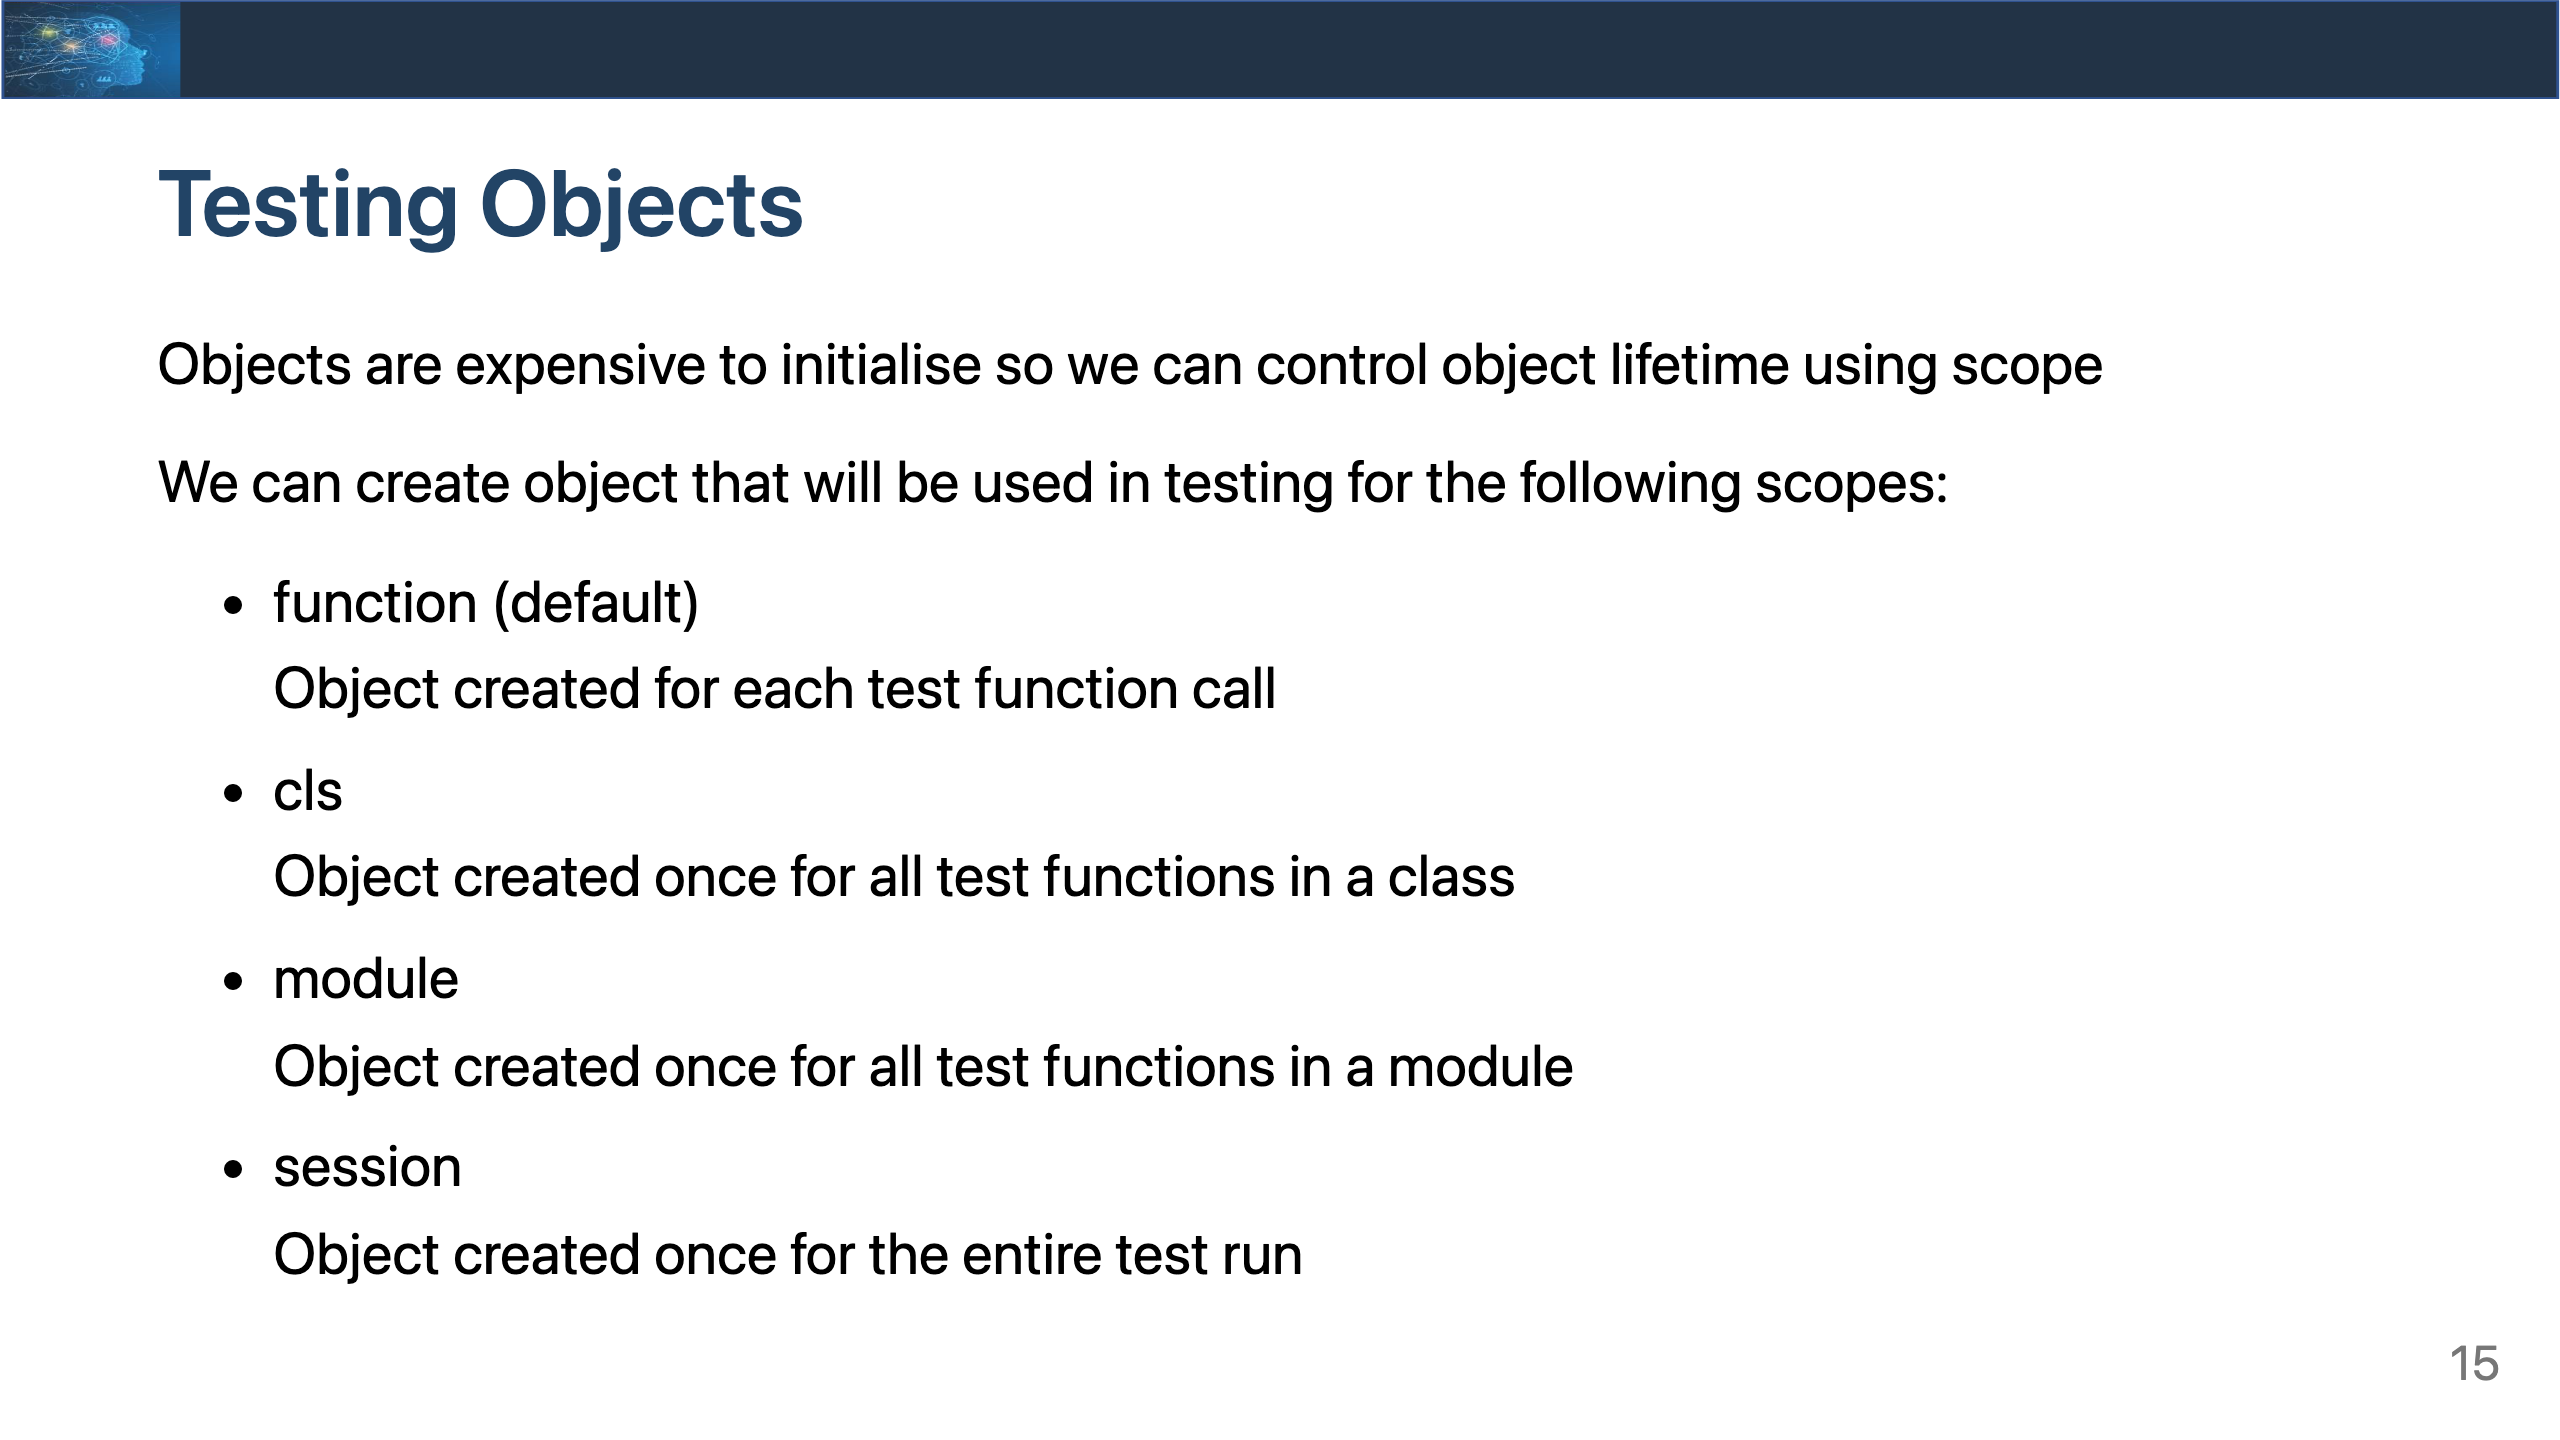 Testing Objects
Objects are expensive to initialise so we can control object lifetime using scope
We can create object that will be used in testing for the following scopes:
• function (default)
Object created for each test function call
• cls
Object created once for all test functions in a class
• module
Object created once for all test functions in a module
• session
Object created once for the entire test run
15